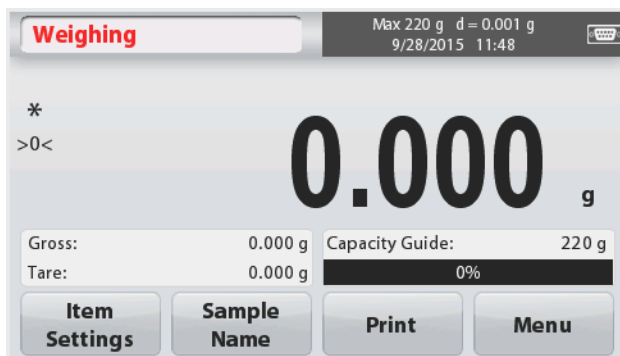 Weighing
Max 220 g d = 0.001 g
9/28/2015 11:48
*
>0<
0.000 g
Gross: 0.000 g
Tare: 0.000 g
Capacity Guide: 220 g
0%
Item
Settings
Sample
Name
Print
Menu